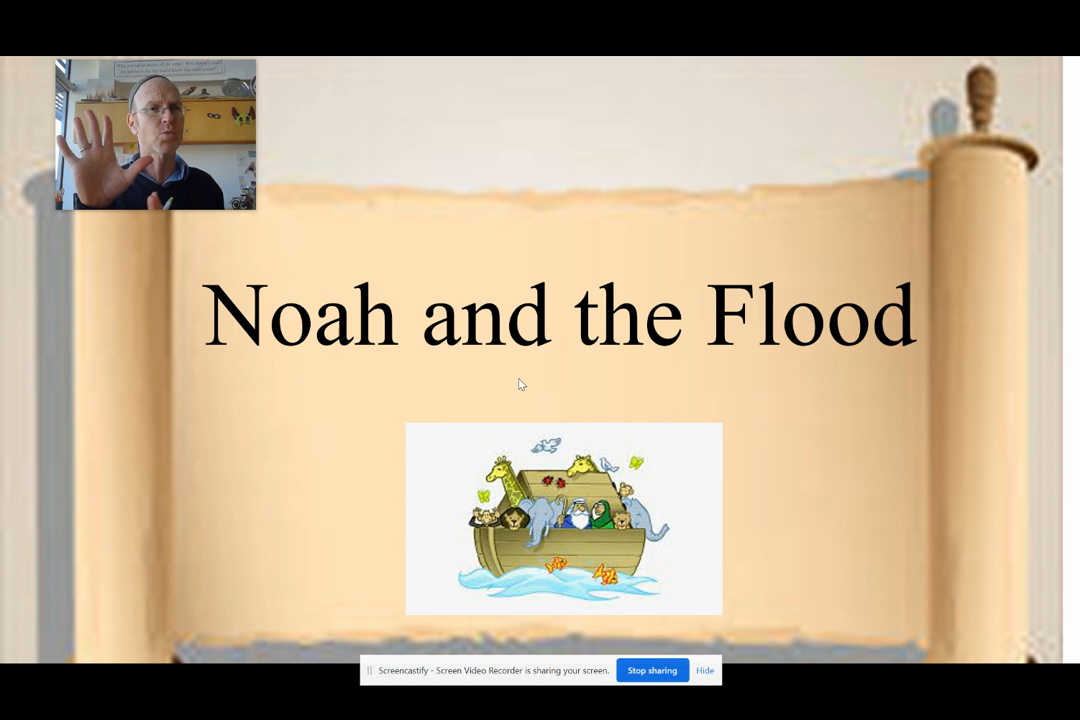 Noah and the Flood
Screencastify - Screen Video Recorder is sharing your screen.
Stop sharing
Hide